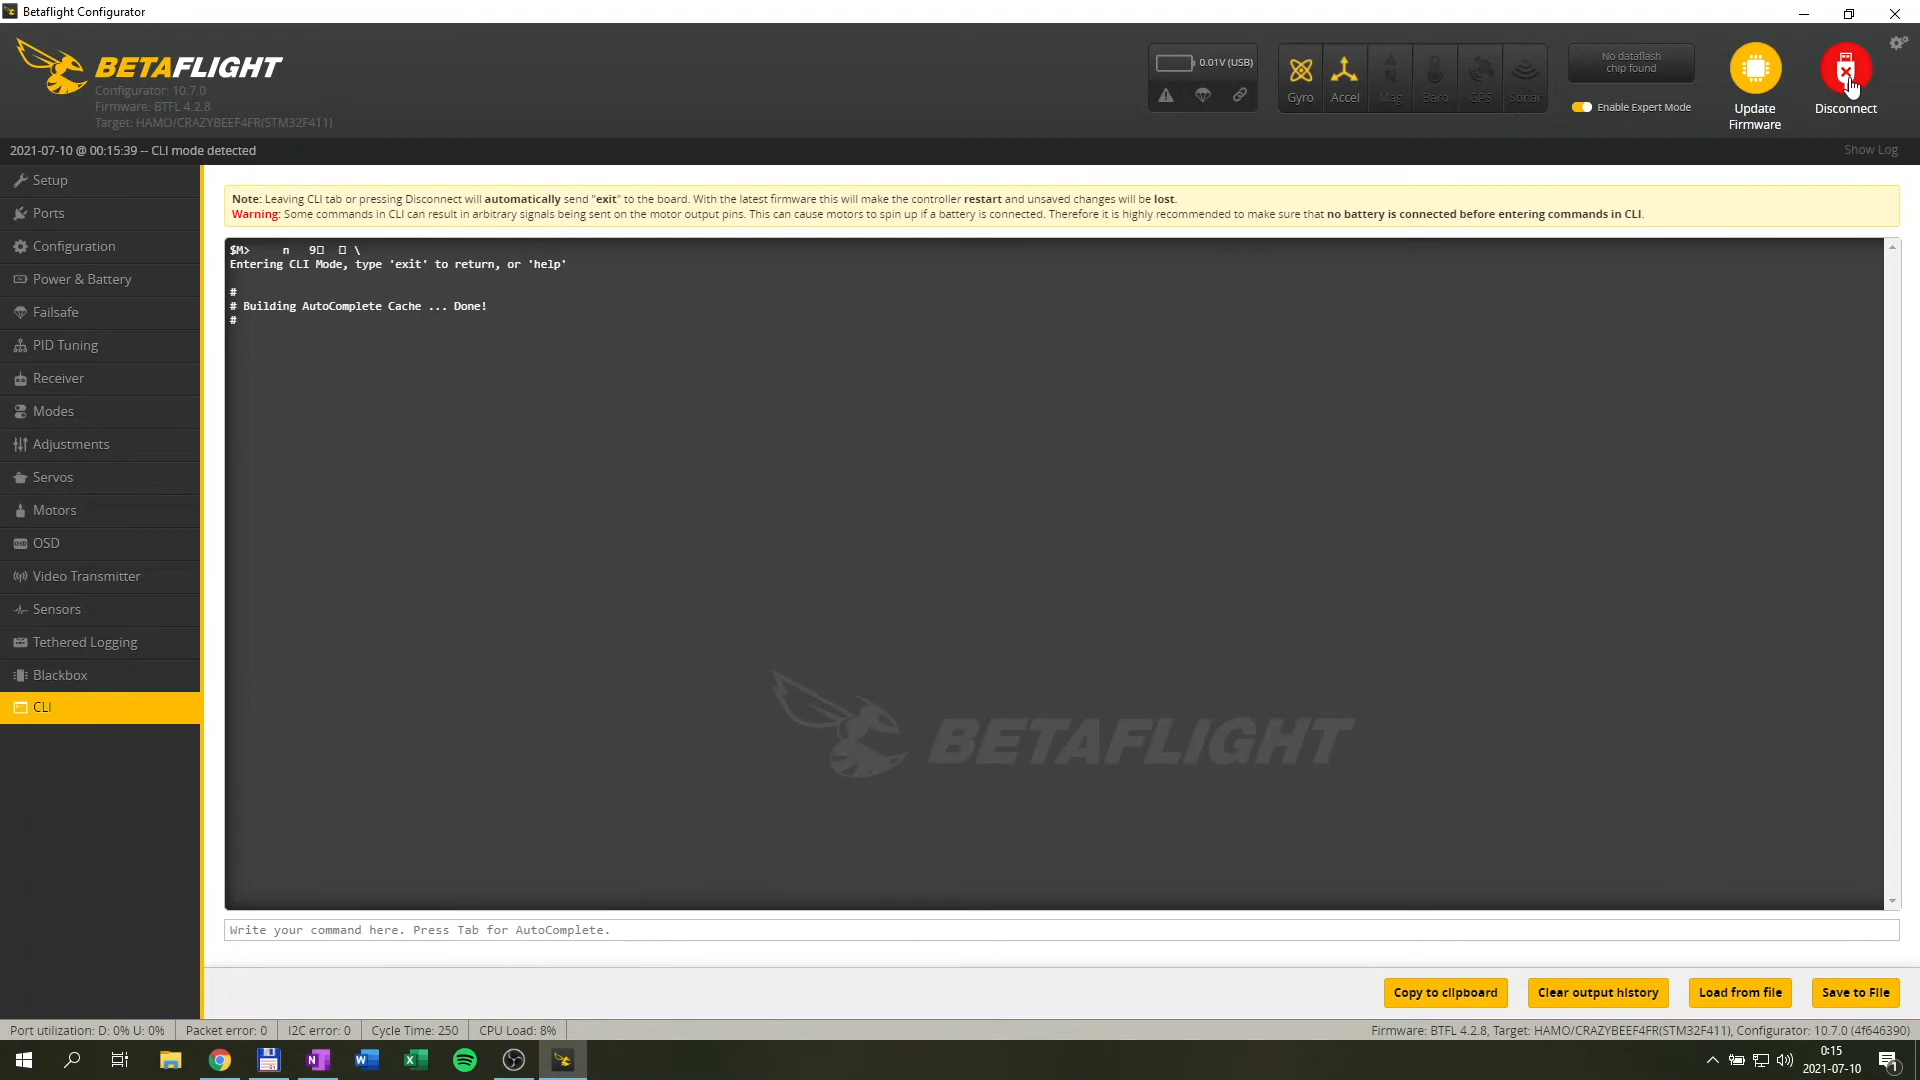 Betaflight Configurator
BETAFLIGHT
Configurator: 10.7.0
Firmware: BTFL 4.2.8
Target: HAMO/CRAZYBEEF4FR(STM32F411)
0.01V (USB)
Gyro
Accel
Mag
Baro
GPS
Sonar
No dataflash
chip found
Enable Expert Mode
Update
Firmware
Disconnect
2021-07-10 @ 00:15:39 -- CLI mode detected
Show Log
Setup
Ports
Configuration
Power & Battery
Failsafe
PID Tuning
Receiver
Modes
Adjustments
Servos
Motors
OSD
Video Transmitter
Sensors
Tethered Logging
Blackbox
CLI
Note: Leaving CLI tab or pressing Disconnect will automatically send "exit" to the board. With the latest firmware this will make the controller restart and unsaved changes will be lost.
Warning: Some commands in CLI can result in arbitrary signals being sent on the motor output pins. This can cause motors to spin up if a battery is connected. Therefore it is highly recommended to make sure that no battery is connected before entering commands in CLI.
$M> n 9□ □ \
Entering CLI Mode, type 'exit' to return, or 'help'
#
# Building AutoComplete Cache ... Done!
#
BETAFLIGHT
Write your command here. Press Tab for AutoComplete.
Copy to clipboard
Clear output history
Load from file
Save to File
Port utilization: D: 0% U: 0%
Packet error: 0
I2C error: 0
Cycle Time: 250
CPU Load: 8%
Firmware: BTFL 4.2.8, Target: HAMO/CRAZYBEEF4FR(STM32F411), Configurator: 10.7.0 (4f646390)
0:15
2021-07-10
1